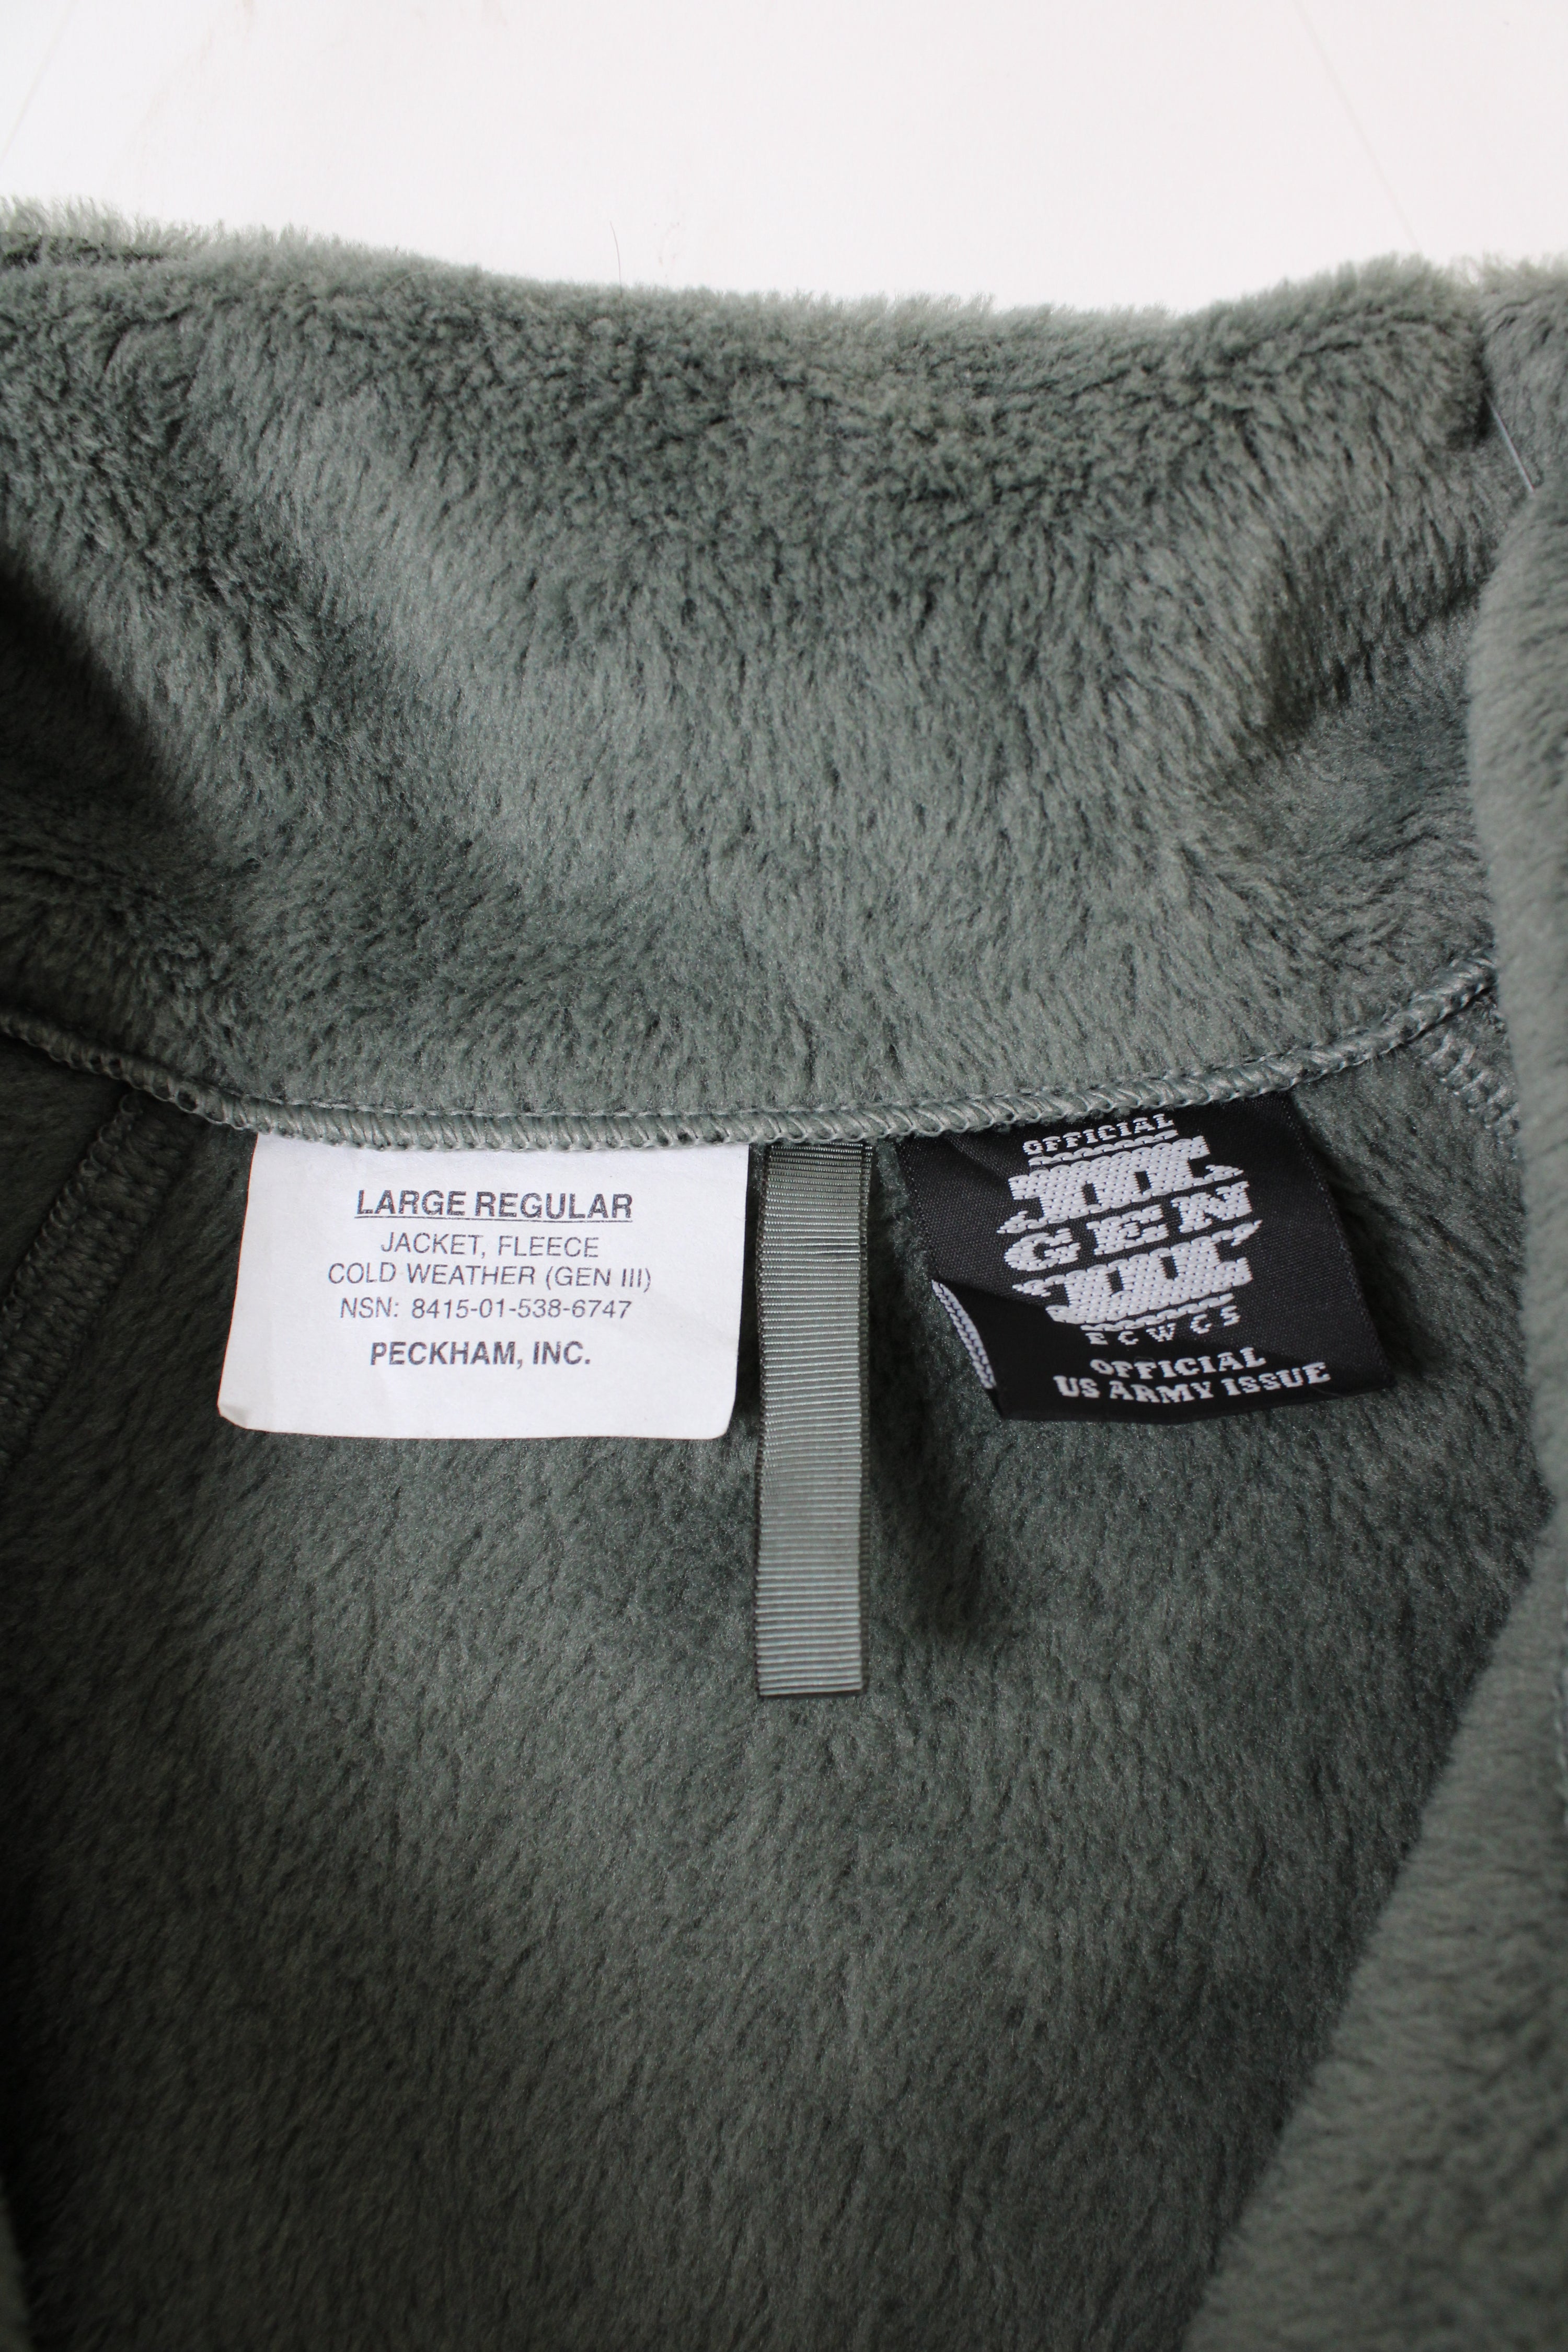 LARGE REGULAR
JACKET, FLEECE
COLD WEATHER (GEN III)
NSN: 8415-01-538-6747
PECKHAM, INC.
OFFICIAL
GEN
III
ECWCS
OFFICIAL
US ARMY ISSUE